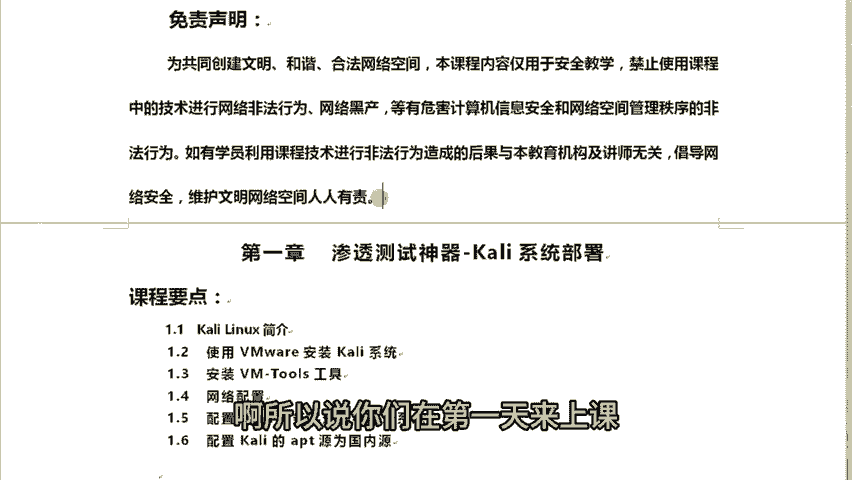 免责声明：
为共同创建文明、和谐、合法网络空间，本课程内容仅用于安全教学，禁止使用课程
中的技术进行网络非法行为、网络黑产，等有危害计算机信息安全和网络空间管理秩序的非
法行为。如有学员利用课程技术进行非法行为造成的后果与本教育机构及讲师无关，倡导网
络安全，维护文明网络空间人人有责。
第一章 渗透测试神器-Kali 系统部署
课程要点：
1.1 Kali Linux 简介
1.2 使用 VMware 安装 Kali 系统
1.3 安装 VM-Tools 工具
1.4 网络配置
1.5 配置
啊所以说你们在第一天来上课
1.6 配置 Kali 的 apt 源为国内源